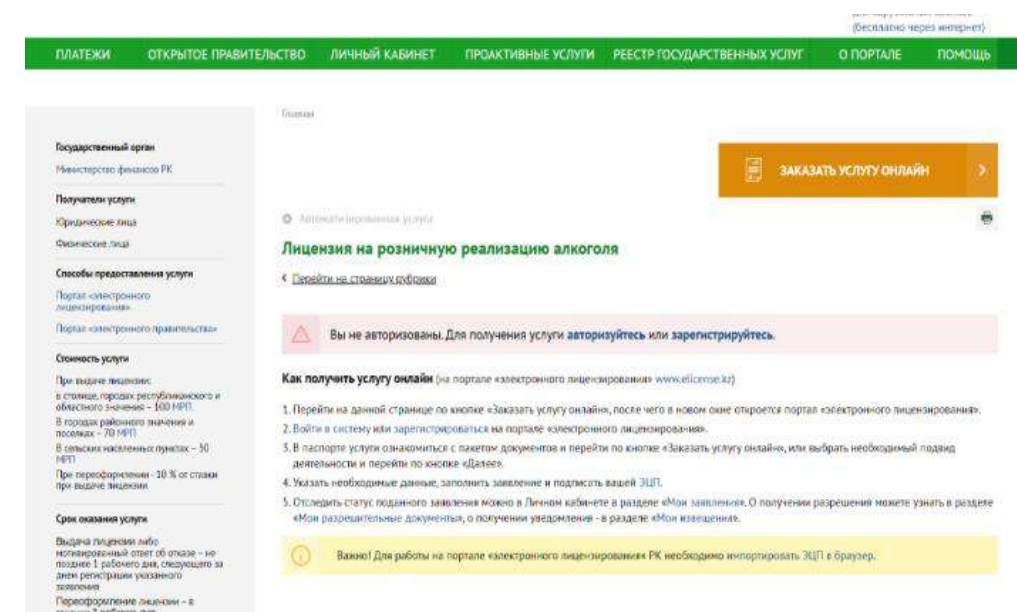 (бесплатно через интернет)
ПЛАТЕЖИ ОТКРЫТОЕ ПРАВИТЕЛЬСТВО ЛИЧНЫЙ КАБИНЕТ ПРОАКТИВНЫЕ УСЛУГИ РЕЕСТР ГОСУДАРСТВЕННЫХ УСЛУГ О ПОРТАЛЕ ПОМОЩЬ
Главная
Государственный орган
Министерство финансов РК
Получатели услуги
Юридические лица
Физические лица
Способы предоставления услуги
Портал «электронного
лицензирования»
Портал «электронного правительства»
Стоимость услуги
При выдаче лицензии:
в столице, городах республиканского и
областного значения – 100 МРП
В городах районного значения и
поселках – 70 МРП
В сельских населенных пунктах – 50
МРП
При переоформлении - 10 % от ставки
при выдаче лицензии
Срок оказания услуги
Выдача лицензии либо
мотивированный ответ об отказе – не
позднее 1 рабочего дня, следующего за
днем регистрации указанного
заявления
Переоформление лицензии – в
ЗАКАЗАТЬ УСЛУГУ ОНЛАЙН
Автоматизированная услуга
Лицензия на розничную реализацию алкоголя
Перейти на страницу рубрики
Вы не авторизованы. Для получения услуги авторизуйтесь или зарегистрируйтесь.
Как получить услугу онлайн (на портале «электронного лицензирования» www.elicense.kz)
1. Перейти на данной странице по кнопке «Заказать услугу онлайн», после чего в новом окне откроется портал «электронного лицензирования».
2. Войти в систему или зарегистрироваться на портале «электронного лицензирования».
3. В паспорте услуги ознакомиться с пакетом документов и перейти по кнопке «Заказать услугу онлайн», или выбрать необходимый подвид
деятельности и перейти по кнопке «Далее».
4. Указать необходимые данные, заполнить заявление и подписать вашей ЭЦП.
5. Отследить статус поданного заявления можно в Личном кабинете в разделе «Мои заявления». О получении разрешения можете узнать в разделе
«Мои разрешительные документы», о получении уведомления - в разделе «Мои извещения».
Важно! Для работы на портале «электронного лицензирования» РК необходимо импортировать ЭЦП в браузер.